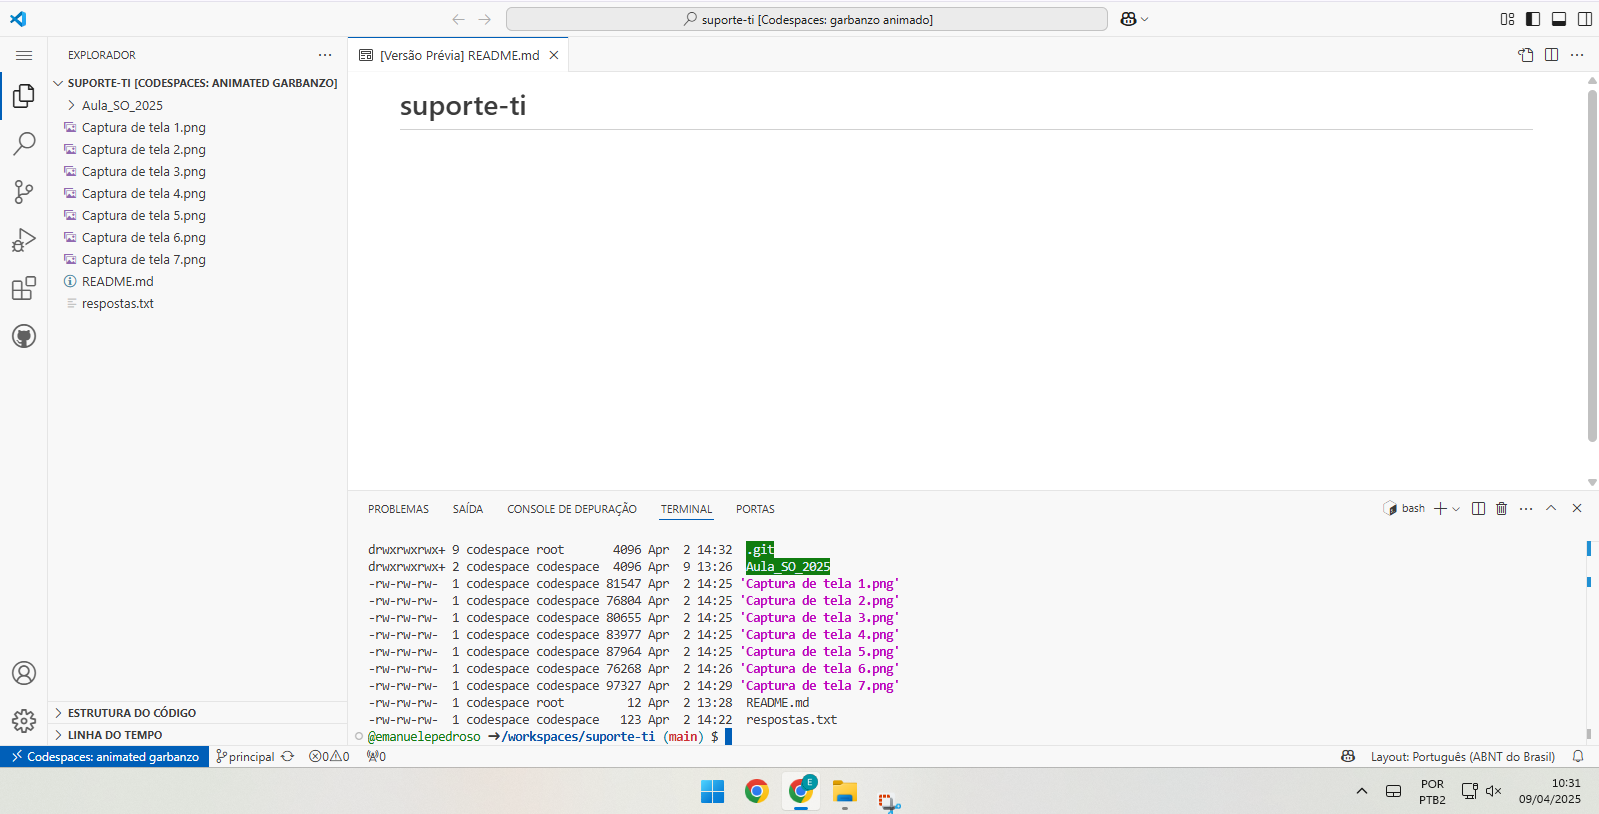 suporte-ti [Codespaces: garbanzo animado]
EXPLORADOR
SUPORTE-TI [CODESPACES: ANIMATED GARBANZO]
Aula_SO_2025
Captura de tela 1.png
Captura de tela 2.png
Captura de tela 3.png
Captura de tela 4.png
Captura de tela 5.png
Captura de tela 6.png
Captura de tela 7.png
README.md
respostas.txt
ESTRUTURA DO CÓDIGO
LINHA DO TEMPO
[Versão Prévia] README.md
suporte-ti
PROBLEMAS SAÍDA CONSOLE DE DEPURAÇÃO TERMINAL PORTAS
bash
drwxrwxrwx+ 9 codespace root 4096 Apr 2 14:32 .git
drwxrwxrwx+ 2 codespace codespace 4096 Apr 9 13:26 Aula_SO_2025
-rw-rw-rw- 1 codespace codespace 81547 Apr 2 14:25 'Captura de tela 1.png'
-rw-rw-rw- 1 codespace codespace 76804 Apr 2 14:25 'Captura de tela 2.png'
-rw-rw-rw- 1 codespace codespace 80655 Apr 2 14:25 'Captura de tela 3.png'
-rw-rw-rw- 1 codespace codespace 83977 Apr 2 14:25 'Captura de tela 4.png'
-rw-rw-rw- 1 codespace codespace 87964 Apr 2 14:25 'Captura de tela 5.png'
-rw-rw-rw- 1 codespace codespace 76268 Apr 2 14:26 'Captura de tela 6.png'
-rw-rw-rw- 1 codespace codespace 97327 Apr 2 14:29 'Captura de tela 7.png'
-rw-rw-rw- 1 codespace root 12 Apr 2 13:28 README.md
-rw-rw-rw- 1 codespace codespace 123 Apr 2 14:22 respostas.txt
@emanuelepedroso ➜/workspaces/suporte-ti (main) $
Codespaces: animated garbanzo principal 0 0 0 Layout: Português (ABNT do Brasil)
E
POR
PTB2
10:31
09/04/2025